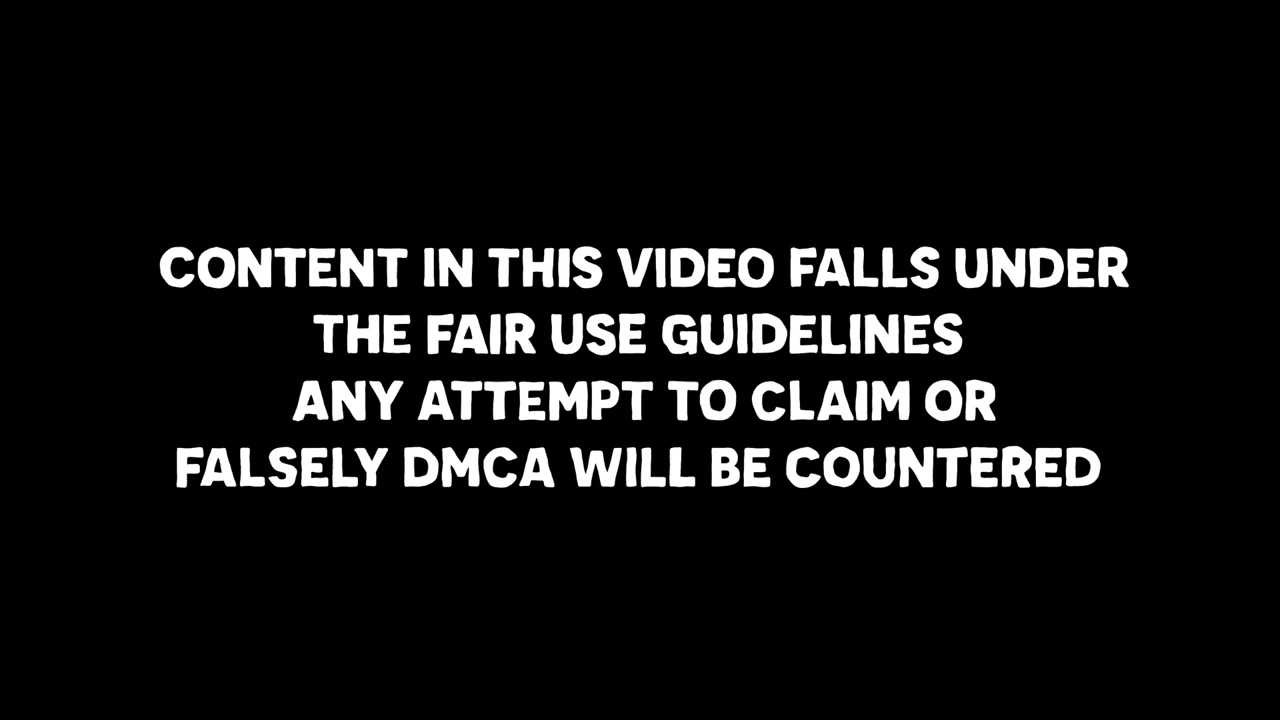 CONTENT IN THIS VIDEO FALLS UNDER
THE FAIR USE GUIDELINES
ANY ATTEMPT TO CLAIM OR
FALSELY DMCA WILL BE COUNTERED